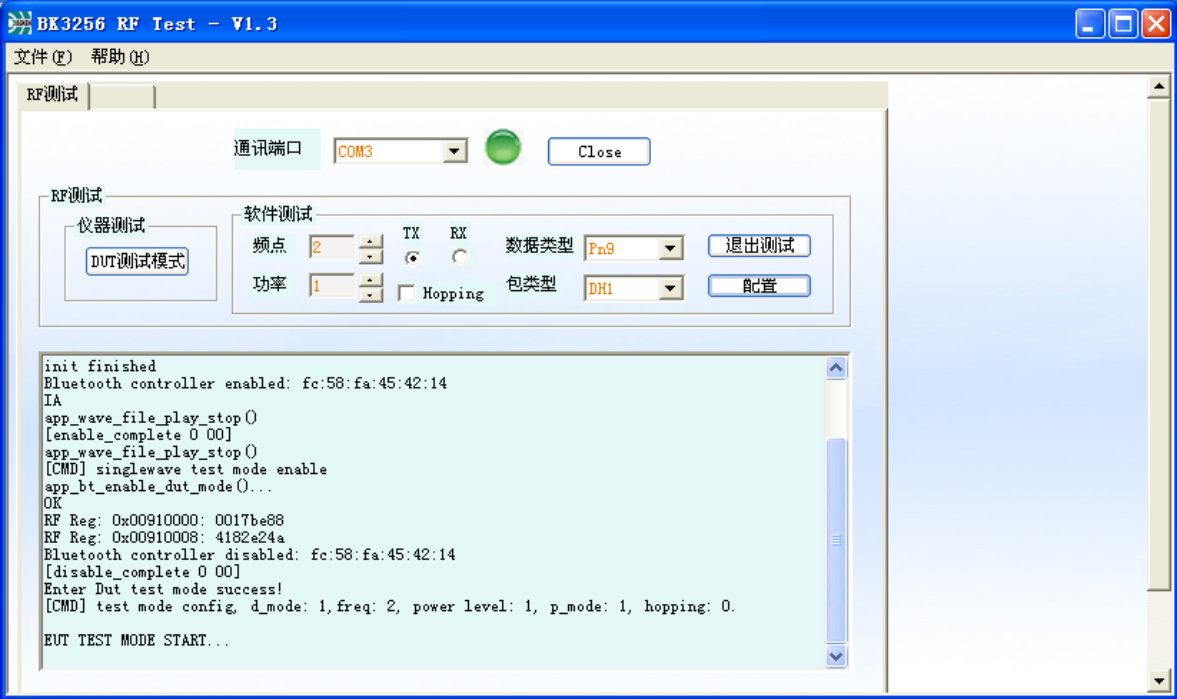 BK3256 RF Test - V1.3
文件(F) 帮助(H)
RF测试
通讯端口 COM3 Close
RF测试
仪器测试
DUT测试模式
软件测试
频点 2 TX RX 数据类型 Pn9 退出测试
功率 1 Hopping 包类型 DH1 配置
init finished
Bluetooth controller enabled: fc:58:fa:45:42:14
IA
app_wave_file_play_stop()
[enable_complete 0 00]
app_wave_file_play_stop()
[CMD] singlewave test mode enable
app_bt_enable_dut_mode()...
OK
RF Reg: 0x00910000: 0017be88
RF Reg: 0x00910008: 4182e24a
Bluetooth controller disabled: fc:58:fa:45:42:14
[disable_complete 0 00]
Enter Dut test mode success!
[CMD] test mode config, d_mode: 1,freq: 2, power level: 1, p_mode: 1, hopping: 0.
EUT TEST MODE START...